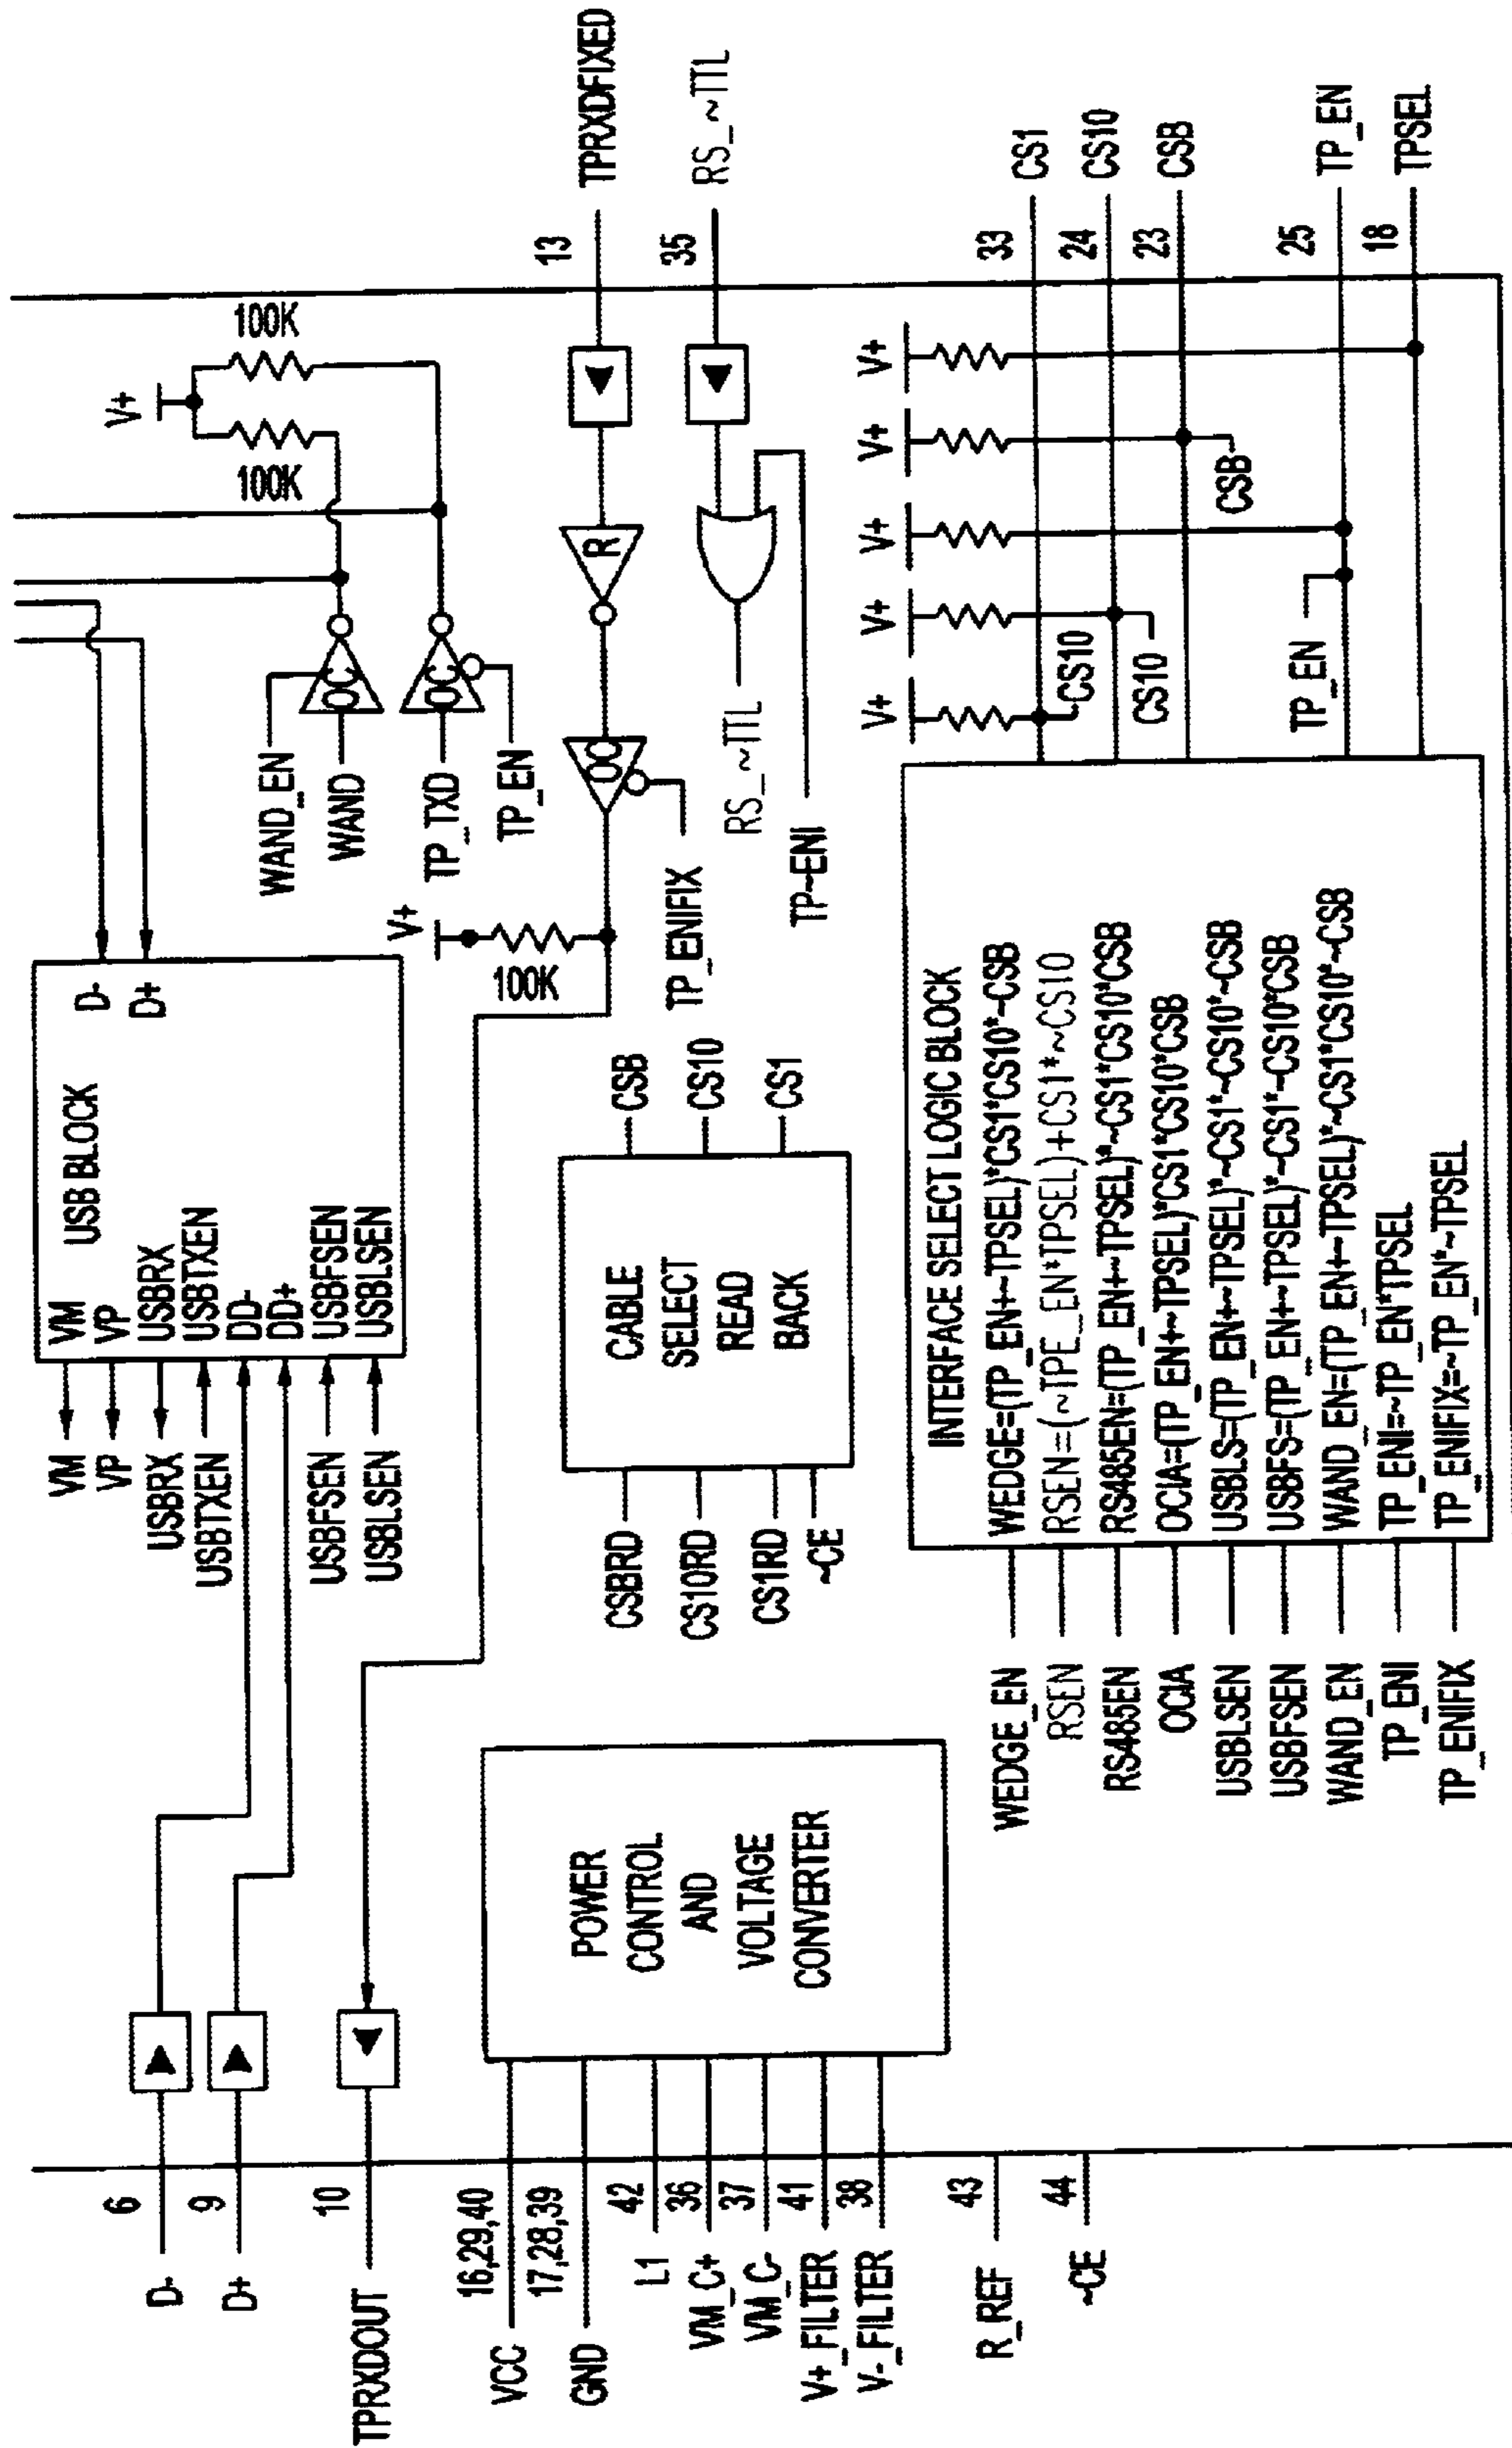 D-
6
D+
9
TPRXDOUT
10
VCC
16,29,40
GND
17,28,39
L1
42
VM_C+
36
VM_C-
37
V+_FILTER
41
V-_FILTER
38
R_REF
43
~CE
44
POWER
CONTROL
AND
VOLTAGE
CONVERTER
VM
VP
USBRX
USBTXEN
USBFSEN
USBLSEN
VM
VP
USBRX
USBTXEN
DD-
DD+
USBFSEN
USBLSEN
USB BLOCK
D-
D+
CSBRD
CS10RD
CS1RD
~CE
CABLE
SELECT
READ
BACK
CSB
CS10
CS1
V+
100K
TP_ENIFIX
WAND_EN
WAND
TP_TXD
TP_EN
OC
OC
OC
R
V+
100K
100K
RS_~TTL
TP~ENI
13
TPRXDFIXED
35
RS_~TTL
WEDGE_EN
RSEN
RS485EN
OCIA
USBLSEN
USBFSEN
WAND_EN
TP_ENI
TP_ENIFIX
INTERFACE SELECT LOGIC BLOCK
WEDGE=(TP_EN+~TPSEL)*CS1*CS10*~CSB
RSEN=(~TPE_EN*TPSEL)+CS1*~CS10
RS485EN=(TP_EN+~TPSEL)*~CS1*CS10*CSB
OCIA=(TP_EN+~TPSEL)*CS1*CS10*CSB
USBLS=(TP_EN+~TPSEL)*~CS1*~CS10*~CSB
USBFS=(TP_EN+~TPSEL)*~CS1*~CS10*CSB
WAND_EN=(TP_EN+~TPSEL)*~CS1*CS10*~CSB
TP_ENI=~TP_EN*TPSEL
TP_ENIFIX=~TP_EN*~TPSEL
V+
V+
V+
V+
V+
CS10
CS10
CSB
TP_EN
33
CS1
24
CS10
23
CSB
25
TP_EN
18
TPSEL